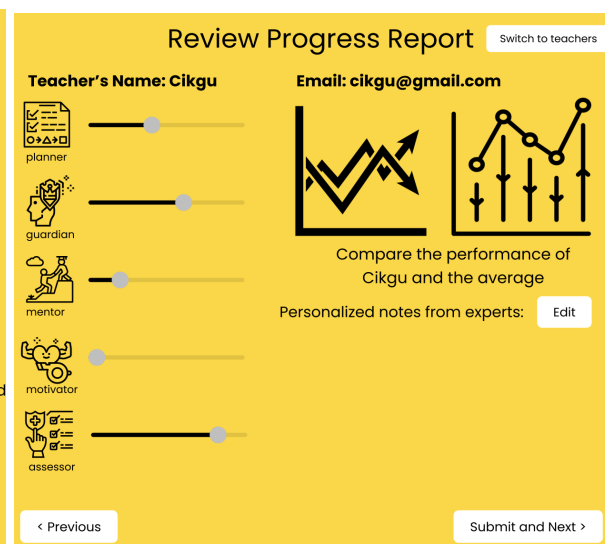 Review Progress Report
Switch to teachers
Teacher's Name: Cikgu
Email: cikgu@gmail.com
planner
guardian
mentor
motivator
assessor
Compare the performance of
Cikgu and the average
Personalized notes from experts:
Edit
< Previous
Submit and Next >